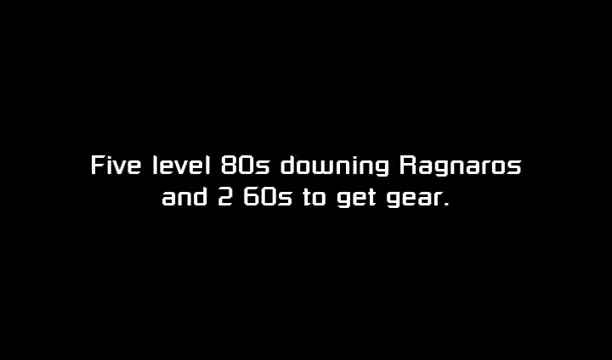 Five level 80s downing Ragnaros
and 2 60s to get gear.